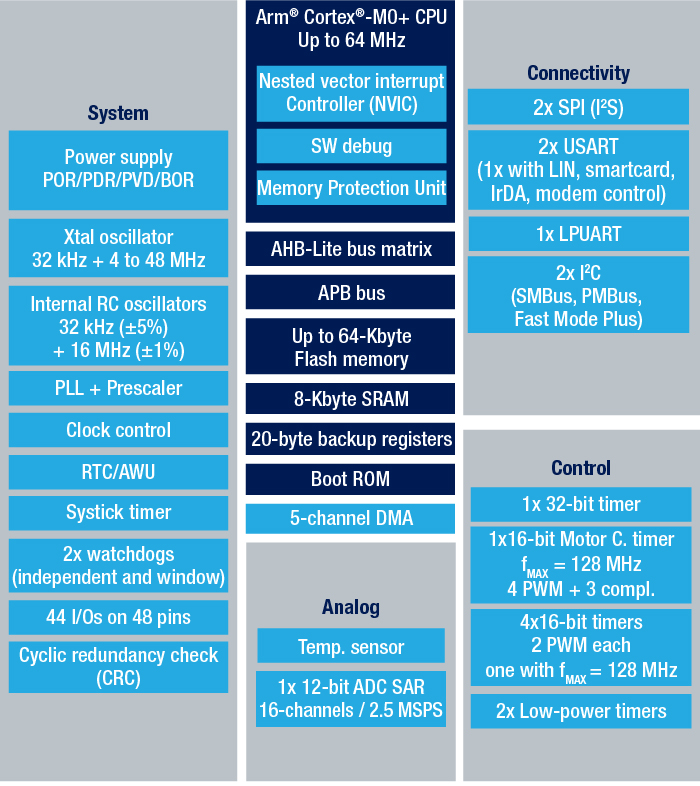 System
Power supply
POR/PDR/PVD/BOR
Xtal oscillator
32 kHz + 4 to 48 MHz
Internal RC oscillators
32 kHz (±5%)
+ 16 MHz (±1%)
PLL + Prescaler
Clock control
RTC/AWU
Systick timer
2x watchdogs
(independent and window)
44 I/Os on 48 pins
Cyclic redundancy check
(CRC)
Arm® Cortex®-M0+ CPU
Up to 64 MHz
Nested vector interrupt
Controller (NVIC)
SW debug
Memory Protection Unit
AHB-Lite bus matrix
APB bus
Up to 64-Kbyte
Flash memory
8-Kbyte SRAM
20-byte backup registers
Boot ROM
5-channel DMA
Analog
Temp. sensor
1x 12-bit ADC SAR
16-channels / 2.5 MSPS
Connectivity
2x SPI (I²S)
2x USART
(1x with LIN, smartcard,
IrDA, modem control)
1x LPUART
2x I²C
(SMBus, PMBus,
Fast Mode Plus)
Control
1x 32-bit timer
1x16-bit Motor C. timer
fMAX = 128 MHz
4 PWM + 3 compl.
4x16-bit timers
2 PWM each
one with fMAX = 128 MHz
2x Low-power timers